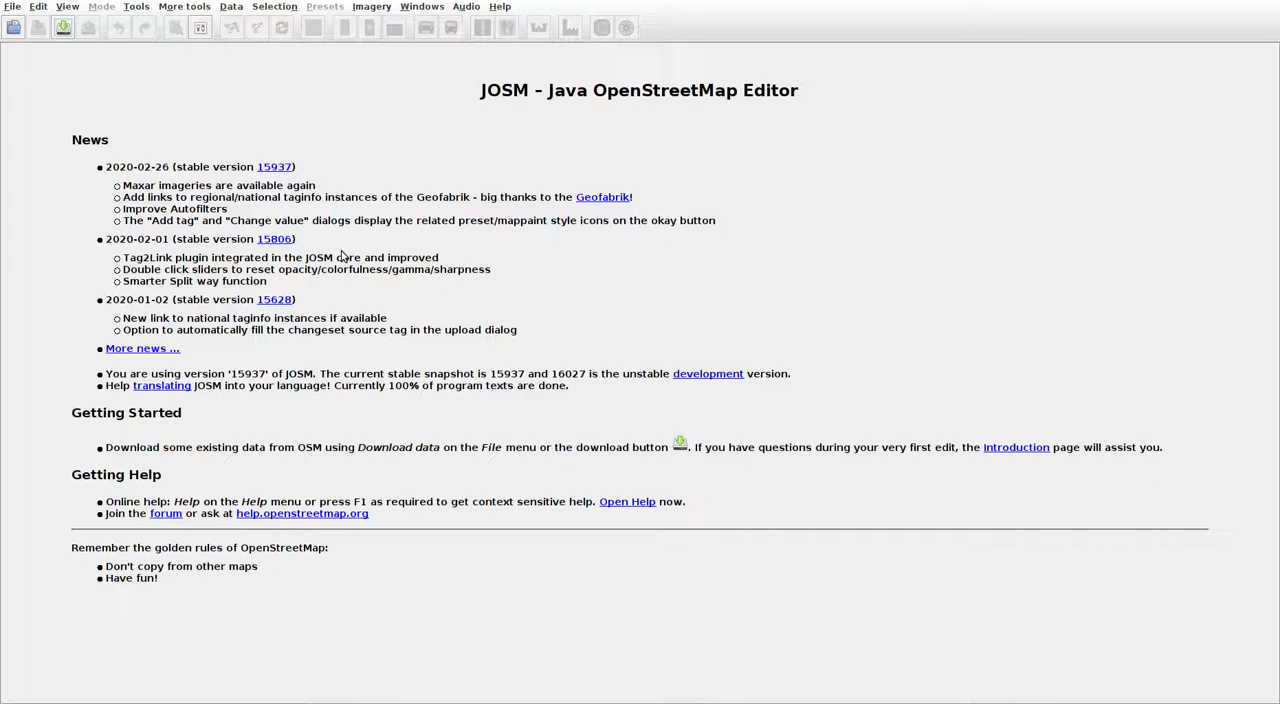 File Edit View Mode Tools More tools Data Selection Presets Imagery Windows Audio Help
JOSM – Java OpenStreetMap Editor
News
2020-02-26 (stable version 15937)
Maxar imageries are available again
Add links to regional/national taginfo instances of the Geofabrik - big thanks to the Geofabrik!
Improve Autofilters
The "Add tag" and "Change value" dialogs display the related preset/mappaint style icons on the okay button
2020-02-01 (stable version 15806)
Tag2Link plugin integrated in the JOSM core and improved
Double click sliders to reset opacity/colorfulness/gamma/sharpness
Smarter Split way function
2020-01-02 (stable version 15628)
New link to national taginfo instances if available
Option to automatically fill the changeset source tag in the upload dialog
More news ...
You are using version '15937' of JOSM. The current stable snapshot is 15937 and 16027 is the unstable development version.
Help translating JOSM into your language! Currently 100% of program texts are done.
Getting Started
Download some existing data from OSM using Download data on the File menu or the download button . If you have questions during your very first edit, the Introduction page will assist you.
Getting Help
Online help: Help on the Help menu or press F1 as required to get context sensitive help. Open Help now.
Join the forum or ask at help.openstreetmap.org
Remember the golden rules of OpenStreetMap:
Don't copy from other maps
Have fun!